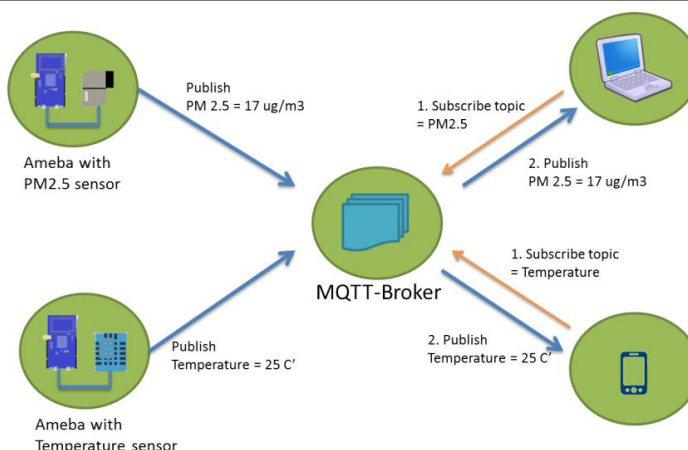 Publish
PM 2.5 = 17 ug/m3
Ameba with
PM2.5 sensor
1. Subscribe topic
= PM2.5
2. Publish
PM 2.5 = 17 ug/m3
MQTT-Broker
1. Subscribe topic
= Temperature
Publish
Temperature = 25 C'
2. Publish
Temperature = 25 C'
Ameba with
Temperature sensor